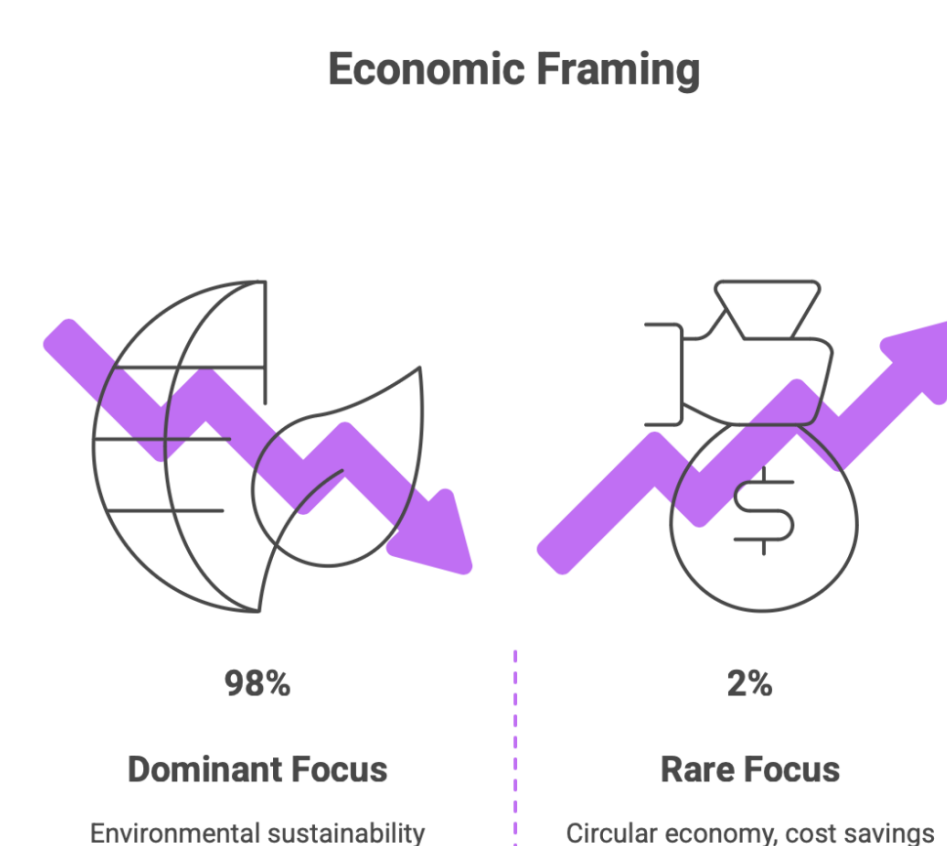 Economic Framing
98%
Dominant Focus
Environmental sustainability
2%
Rare Focus
Circular economy, cost savings